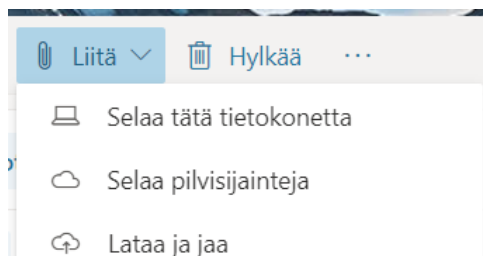 Liitä Hylkää ...
Selaa tätä tietokonetta
Selaa pilvisijainteja
Lataa ja jaa